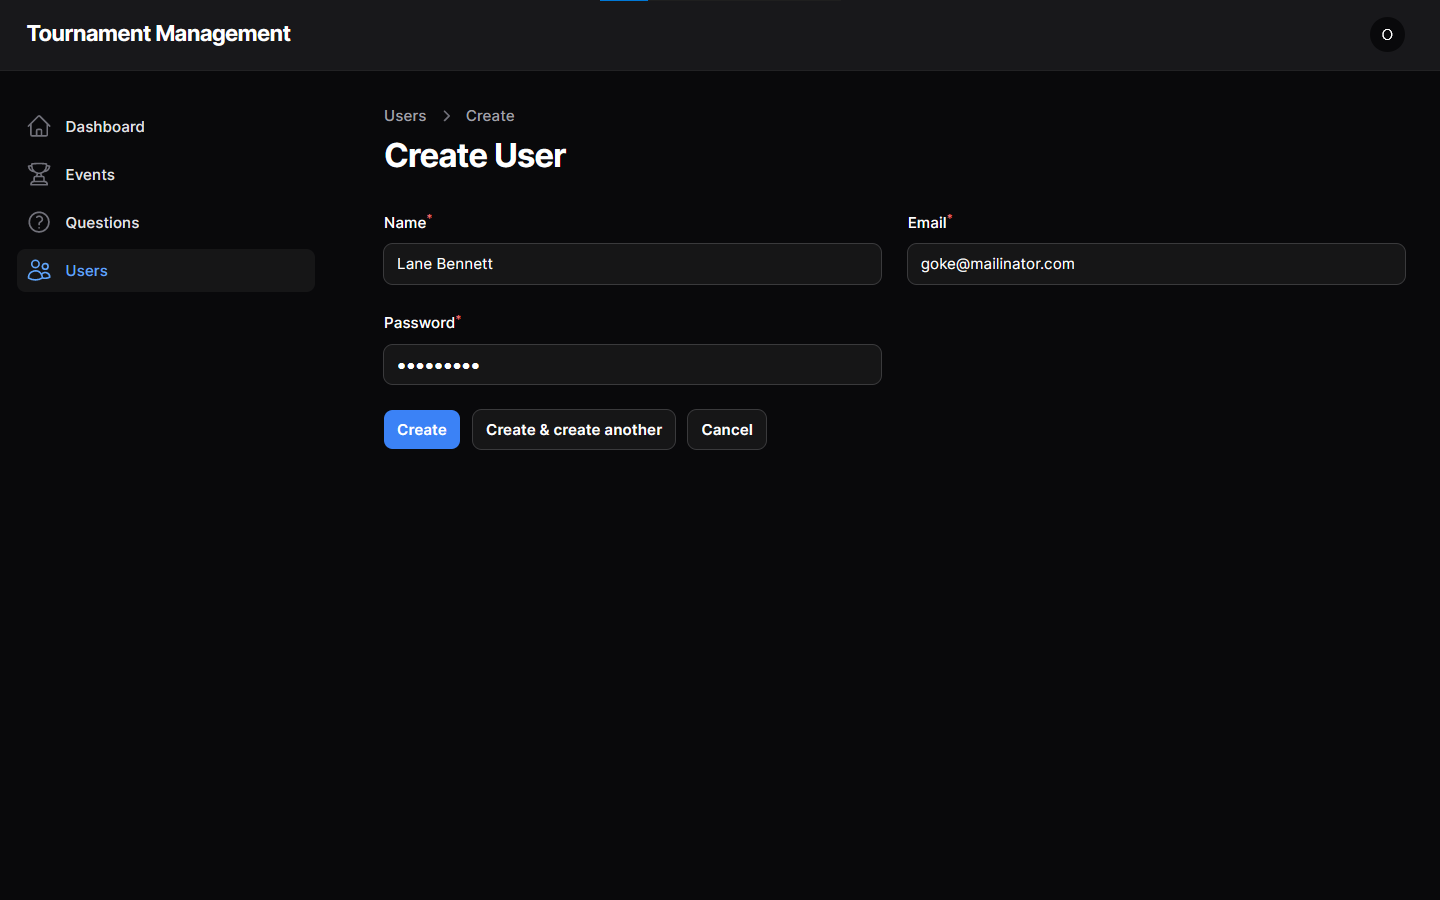 Tournament Management
O
Dashboard
Events
Questions
Users
Users > Create
Create User
Name*
Lane Bennett
Email*
goke@mailinator.com
Password*
•••••••••
Create
Create & create another
Cancel